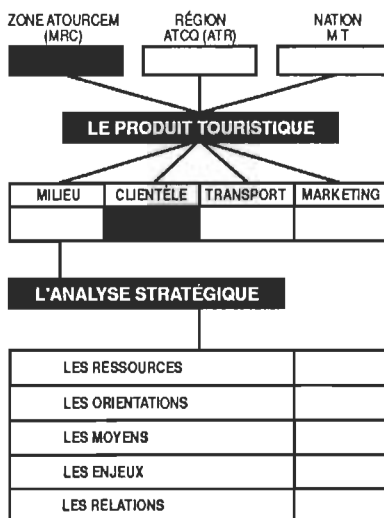 ZONE ATOURCEM RÉGION NATION
(MRC) ATCQ (ATR) M T
LE PRODUIT TOURISTIQUE
MILIEU CLIENTÈLE TRANSPORT MARKETING
L'ANALYSE STRATÉGIQUE
LES RESSOURCES
LES ORIENTATIONS
LES MOYENS
LES ENJEUX
LES RELATIONS